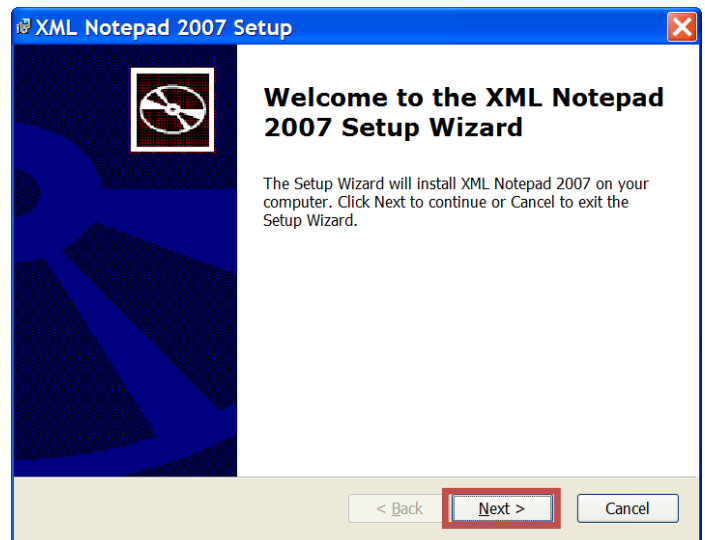 XML Notepad 2007 Setup
Welcome to the XML Notepad
2007 Setup Wizard
The Setup Wizard will install XML Notepad 2007 on your
computer. Click Next to continue or Cancel to exit the
Setup Wizard.
< Back Next > Cancel